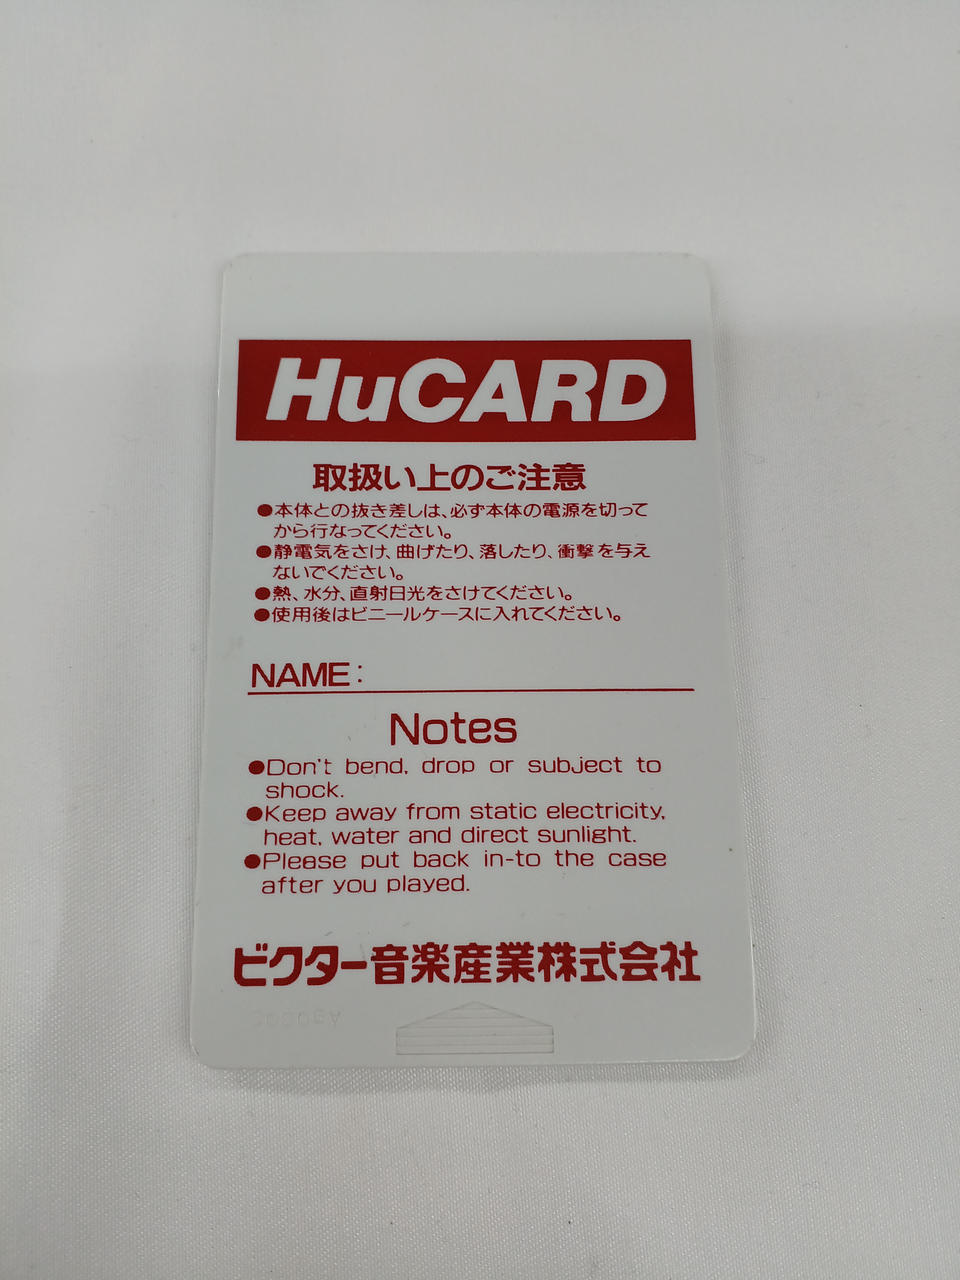 HuCARD
取扱い上のご注意
●本体との抜き差しは、必ず本体の電源を切って
から行なってください。
●静電気をさけ、曲げたり、落したり、衝撃を与え
ないでください。
●熱、水分、直射日光をさけてください。
●使用後はビニールケースに入れてください。
NAME:
Notes
●Don't bend, drop or subject to
shock.
●Keep away from static electricity,
heat, water and direct sunlight.
●Please put back in-to the case
after you played.
ビクター音楽産業株式会社